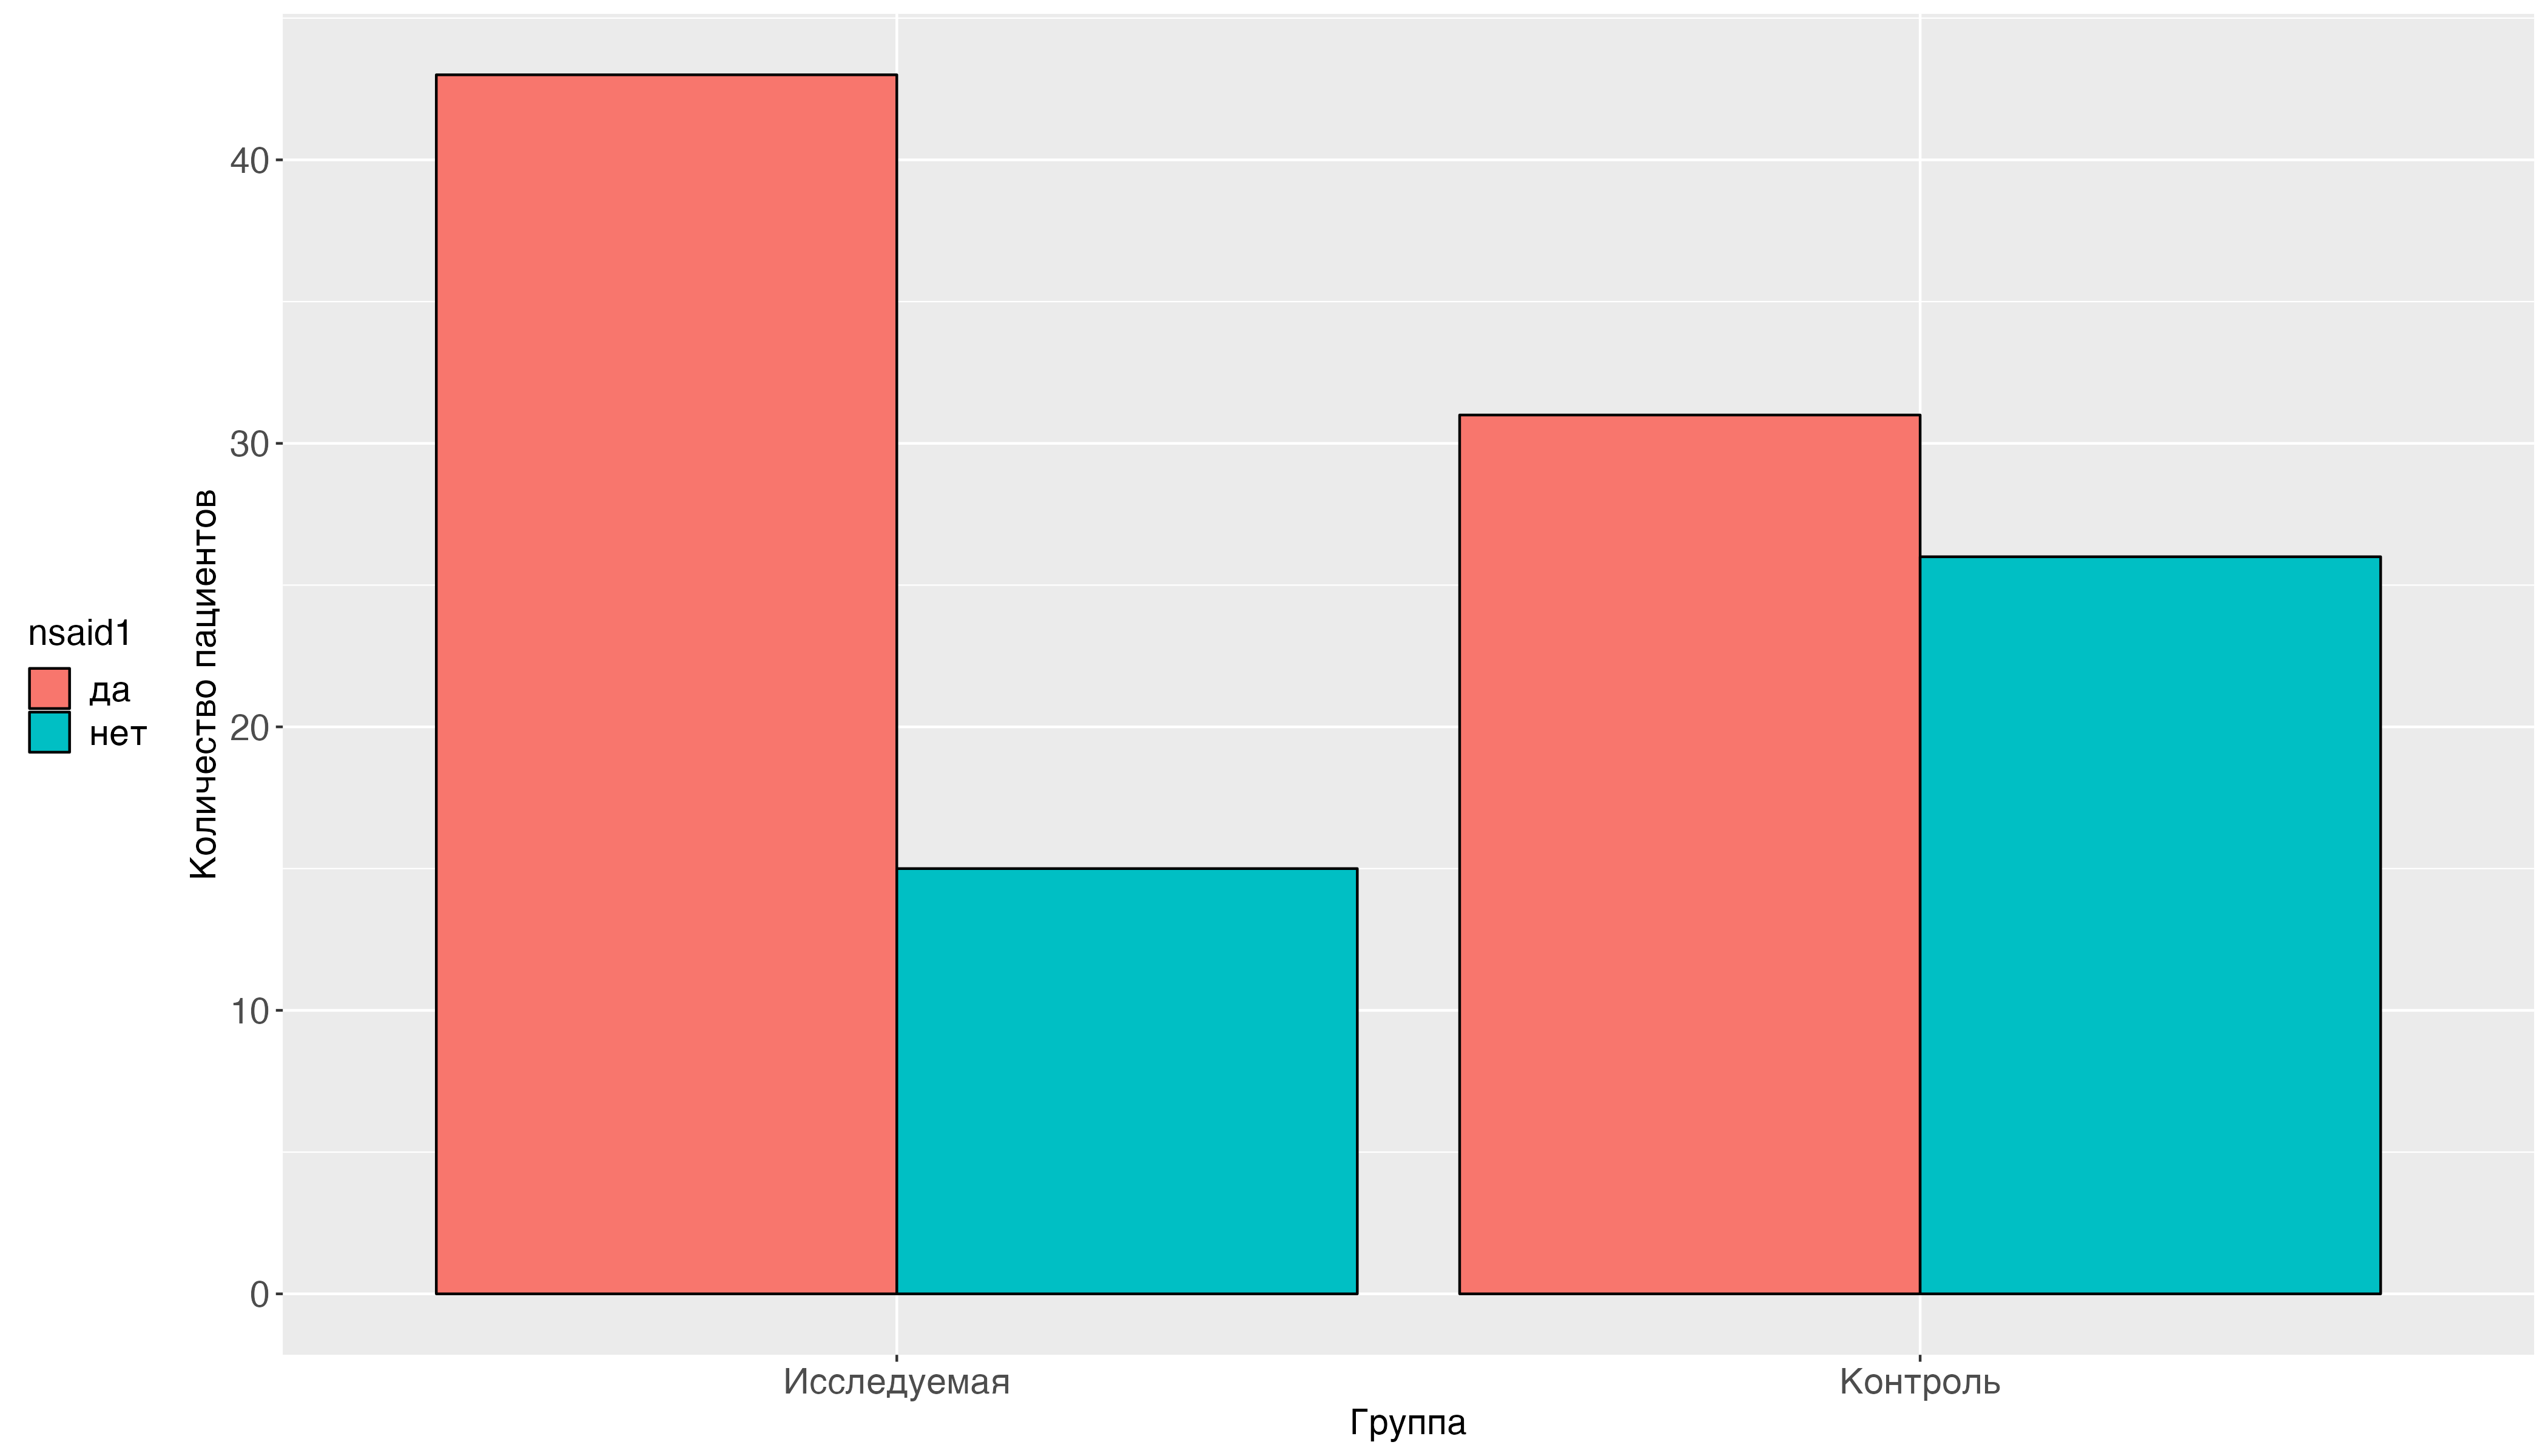 nsaid1
да
нет
Количество пациентов
40
30
20
10
0
Исследуемая
Контроль
Группа